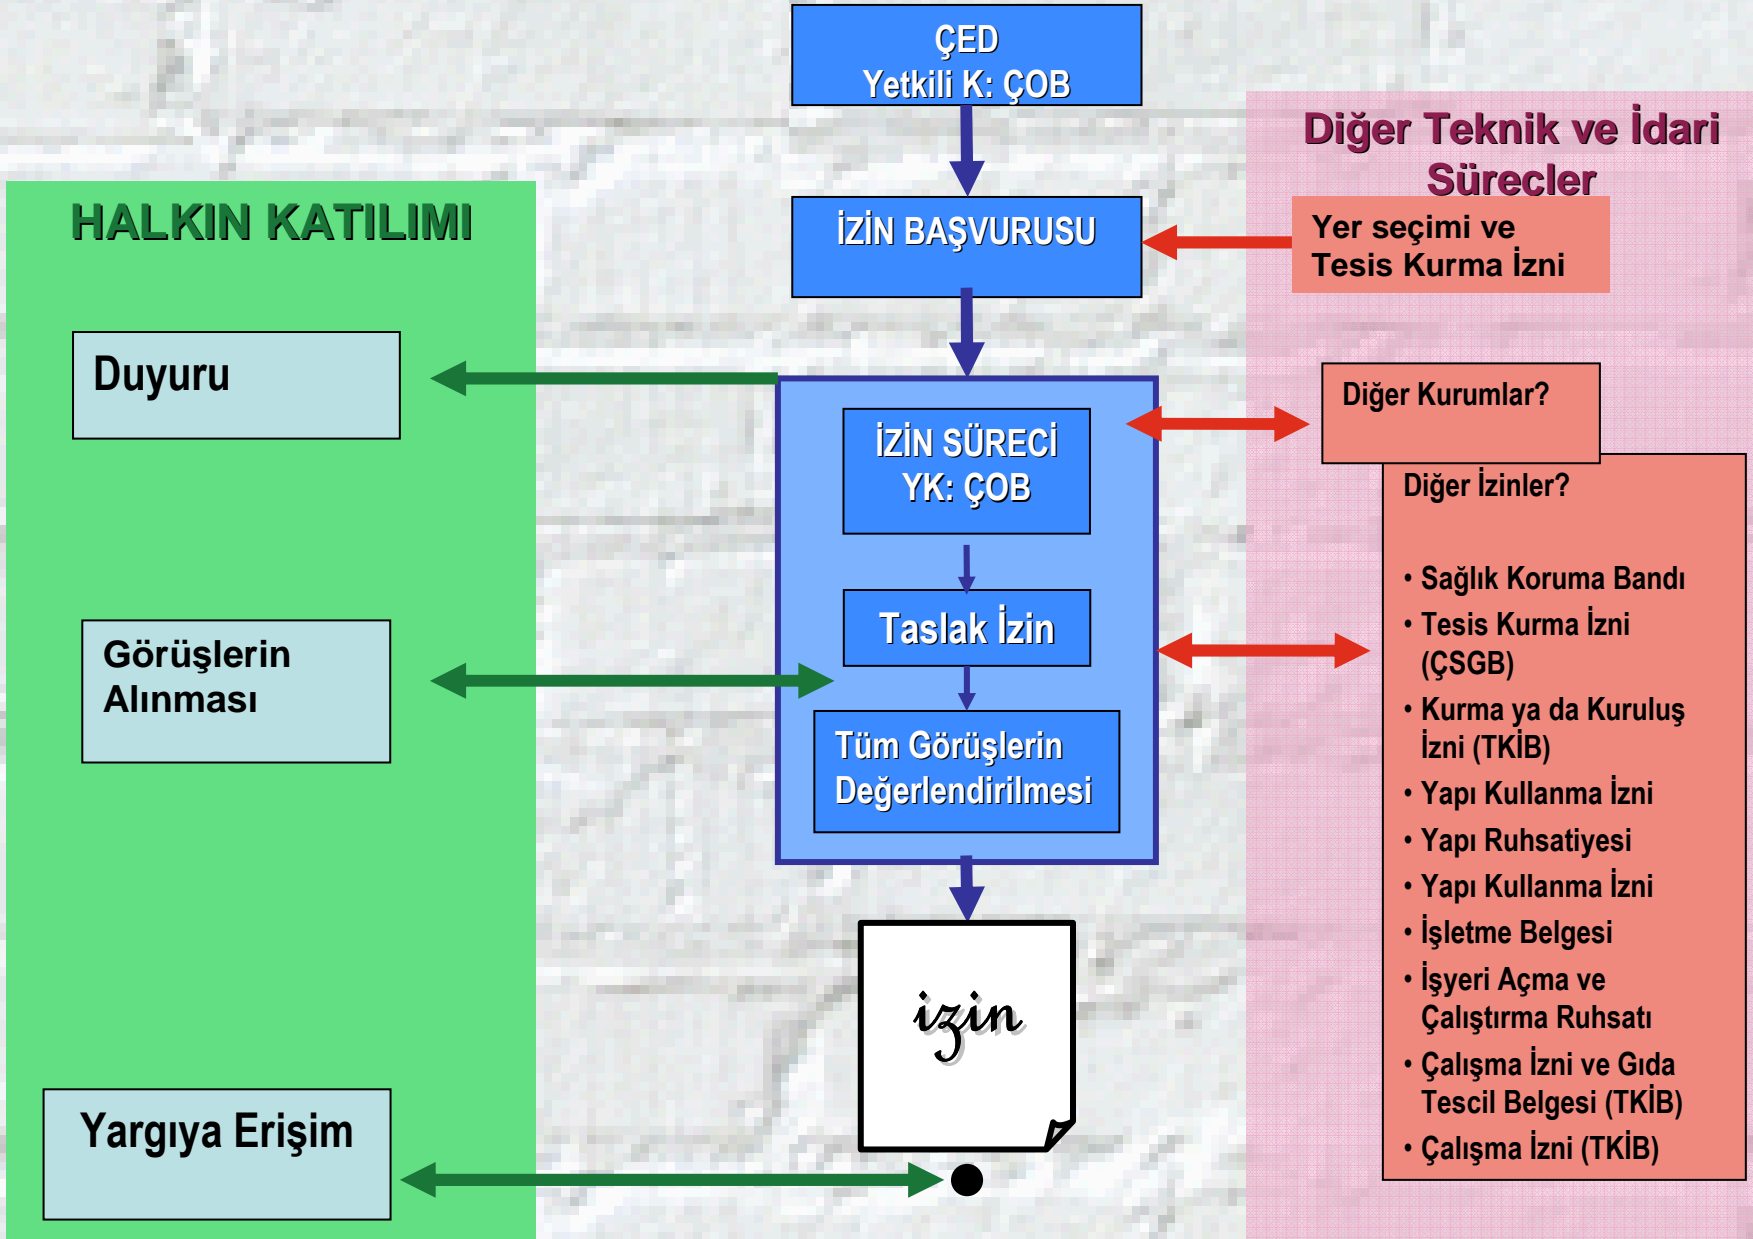 ÇED
Yetkili K: ÇOB
Diğer Teknik ve İdari
Sürecler
HALKIN KATILIMI
İZİN BAŞVURUSU
Yer seçimi ve
Tesis Kurma İzni
Duyuru
Diğer Kurumlar?
İZİN SÜRECİ
YK: ÇOB
Diğer İzinler?
• Sağlık Koruma Bandı
• Tesis Kurma İzni
(ÇSGB)
• Kurma ya da Kuruluş
İzni (TKİB)
• Yapı Kullanma İzni
• Yapı Ruhsatiyesi
• Yapı Kullanma İzni
• İşletme Belgesi
• İşyeri Açma ve
Çalıştırma Ruhsatı
• Çalışma İzni ve Gıda
Tescil Belgesi (TKİB)
• Çalışma İzni (TKİB)
Taslak İzin
Görüşlerin
Alınması
Tüm Görüşlerin
Değerlendirilmesi
izin
Yargıya Erişim